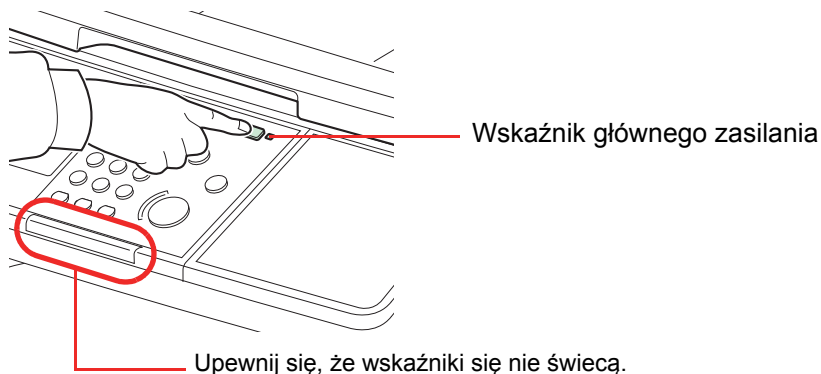 Wskaźnik głównego zasilania
Upewnij się, że wskaźniki się nie świecą.